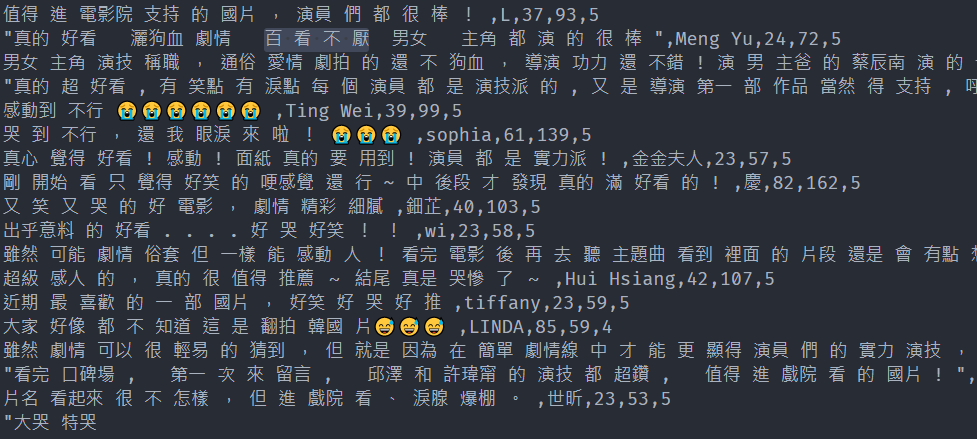 值得 進 電影院 支持 的 國片 , 演員 們 都 很 棒 ! ,L,37,93,5
"真的 好看   灑狗血 劇情   百 看 不 厭  男女   主角 都 演 的 很 棒 ",Meng Yu,24,72,5
男女 主角 演技 稱職 , 通俗 愛情 劇拍 的 還 不 狗血 , 導演 功力 還 不錯 ! 演 男 主爸 的 蔡辰南 演 的
"真的 超 好看 , 有 笑點 有 淚點 每 個 演員 都 是 演技派 的 , 又 是 導演 第一 部 作品 當然 得 支持 ,
感動到 不行 😭😭😭😭😭😭 ,Ting Wei,39,99,5
哭 到 不行 , 還 我 眼淚 來 啦 ! 😭😭😭 ,sophia,61,139,5
真心 覺得 好看 ! 感動 ! 面紙 真的 要 用到 ! 演員 都 是 實力派 ! ,金金夫人,23,57,5
剛 開始 看 只 覺得 好笑 的 哽感覺 還 行 ~ 中 後段 才 發現 真的 滿 好看 的 ! ,慶,82,162,5
又 笑 又 哭 的 好 電影 , 劇情 精彩 細膩 ,鈿芷,40,103,5
出乎意料 的 好看 . . . . 好 哭 好笑 ! ! ,wi,23,58,5
雖然 可能 劇情 俗套 但 一樣 能 感動 人 ! 看完 電影 後 再 去 聽 主題曲 看到 裡面 的 片段 還是 會 有點
超級 感人 的 , 真的 很 值得 推薦 ~ 結尾 真是 哭慘 了 ~ ,Hui Hsiang,42,107,5
近期 最 喜歡 的 一 部 國片 , 好笑 好 哭 好 推 ,tiffany,23,59,5
大家 好像 都 不 知道 這 是 翻拍 韓國 片😅😅😅 ,LINDA,85,59,4
雖然 劇情 可以 很 輕易 的 猜到 , 但 就是 因為 在 簡單 劇情線 中 才 能 更 顯得 演員 們 的 實力 演技 ,
"看完 口碑場 ,   第一 次 來 留言 ,   邱澤 和 許瑋甯 的 演技 都 超鑽 ,   值得 進 戲院 看 的 國片 ! ",
片名 看起來 很 不 怎樣 , 但 進 戲院 看 、 淚腺 爆棚 。 ,世昕,23,53,5
"大哭 特哭